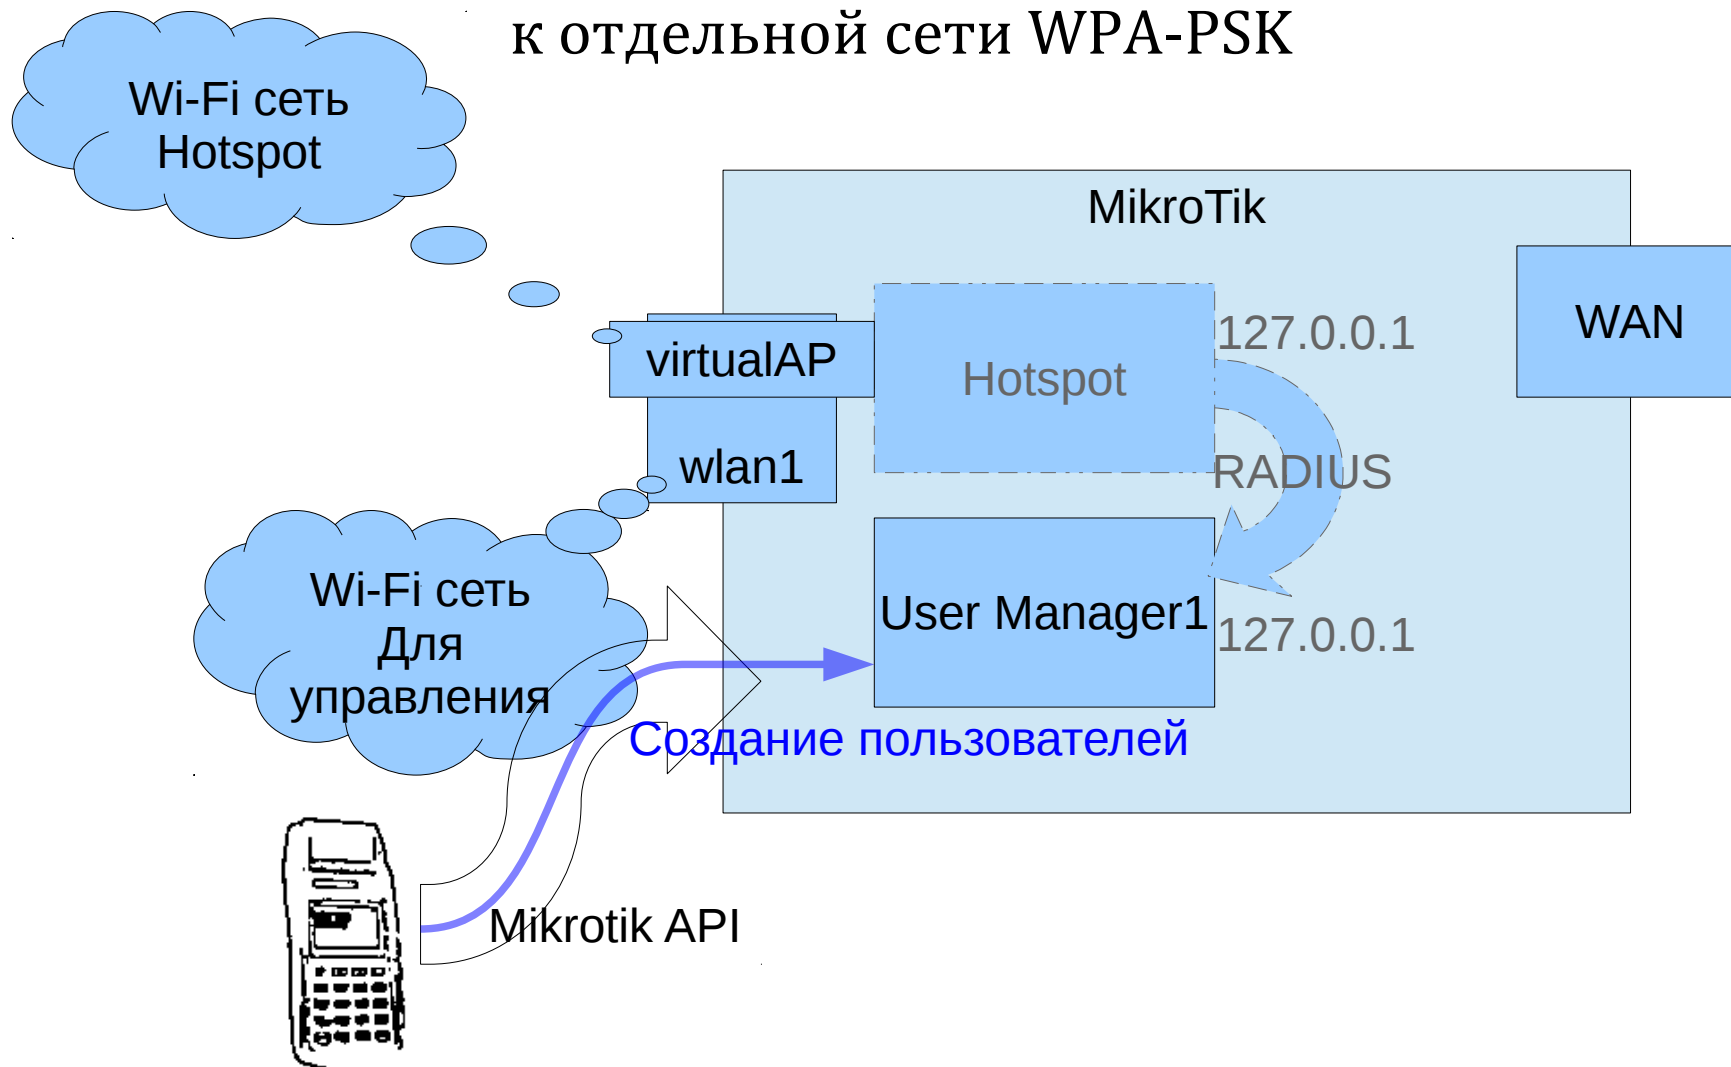 к отдельной сети WPA-PSK
Wi-Fi сеть
Hotspot
MikroTik
WAN
127.0.0.1
virtualAP
Hotspot
wlan1
RADIUS
Wi-Fi сеть
Для
управления
User Manager1
127.0.0.1
Создание пользователей
Mikrotik API